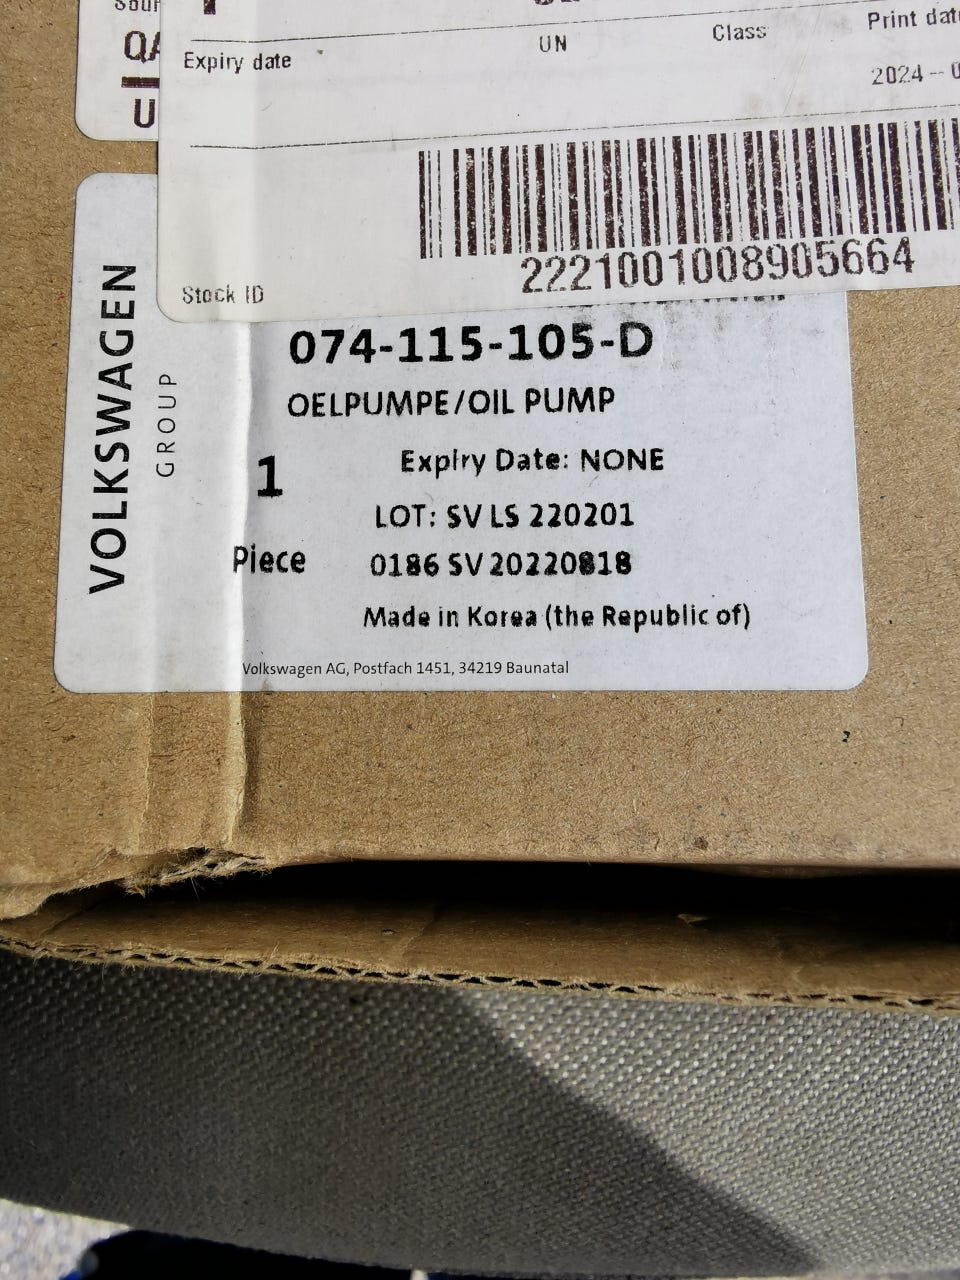 QA
U
Expiry date
UN
Class
Print date
2024-0
2221001008905664
Stock ID
VOLKSWAGEN
GROUP
074-115-105-D
OELPUMPE/OIL PUMP
1
Piece
Expiry Date: NONE
LOT: SV LS 220201
0186 SV 20220818
Made in Korea (the Republic of)
Volkswagen AG, Postfach 1451, 34219 Baunatal